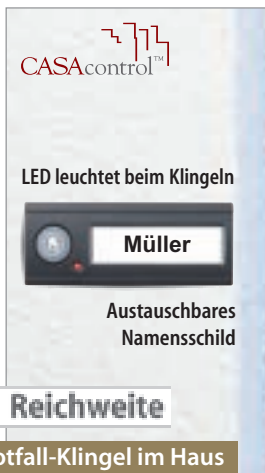 CASAcontrol™
LED leuchtet beim Klingeln
Müller
Austauschbares
Namensschild
Reichweite
otfall-Klingel im Haus